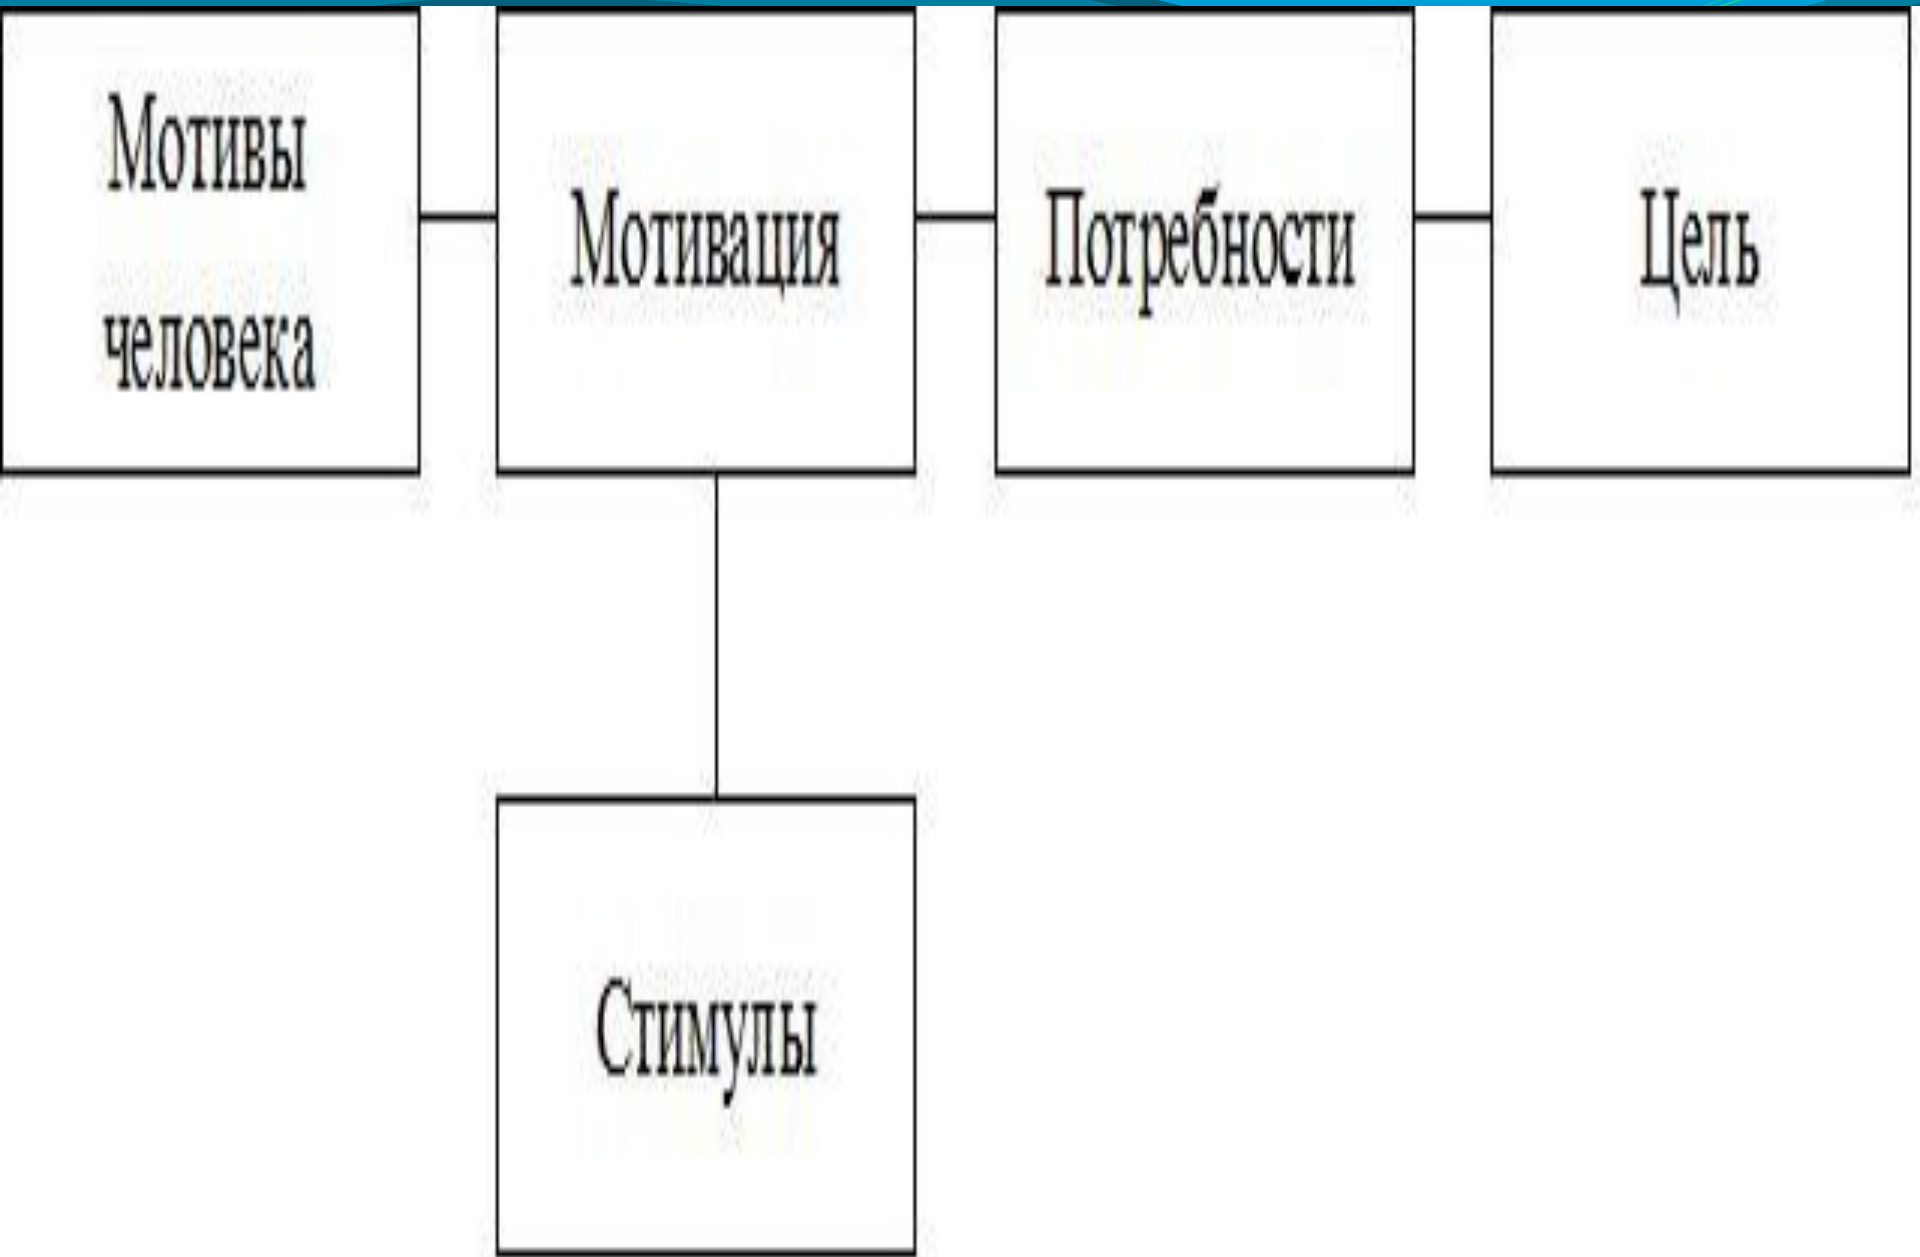 Мотивы
человека
Мотивация
Потребности
Цель
Стимулы